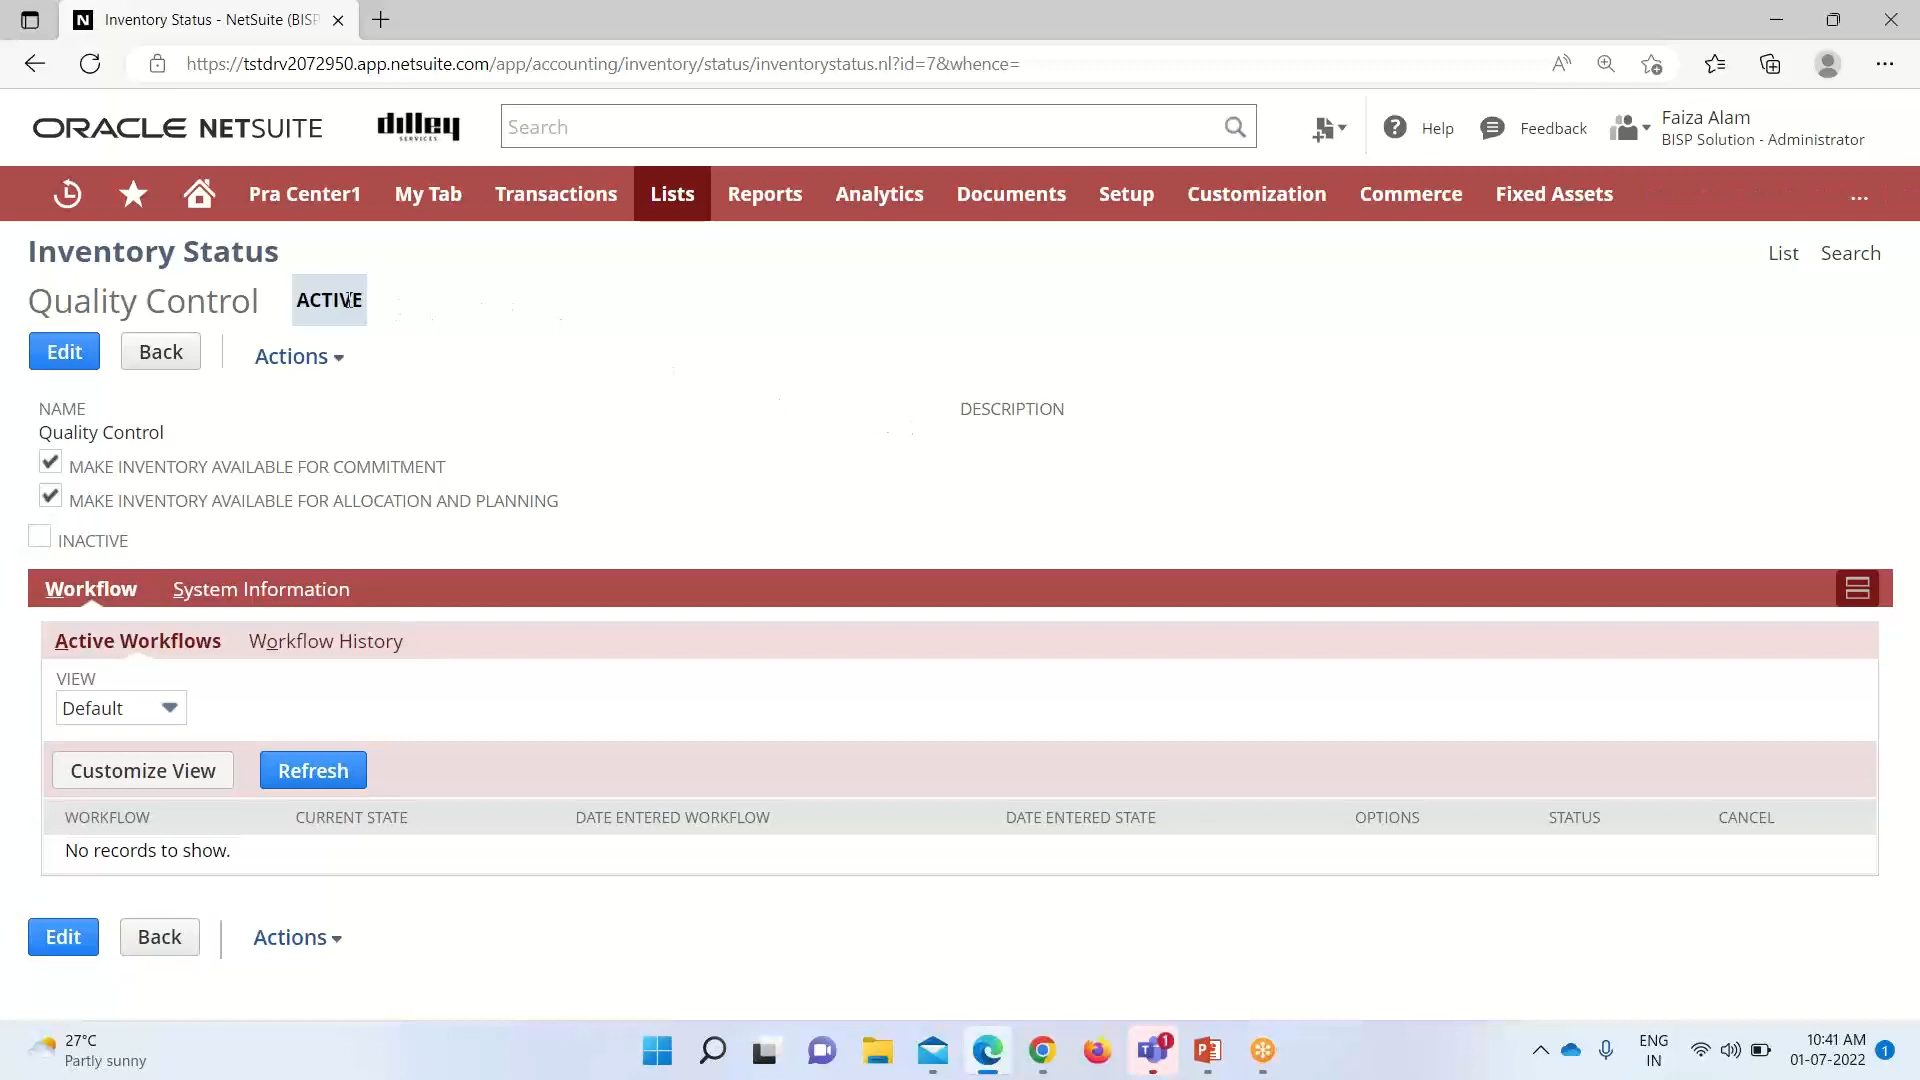 Inventory Status - NetSuite (BISP
https://tstdrv2072950.app.netsuite.com/app/accounting/inventory/status/inventorystatus.nl?id=7&whence=
ORACLE NETSUITE
dilley
SERVICES
Search
Help
Feedback
Faiza Alam
BISP Solution - Administrator
Pra Center1
My Tab
Transactions
Lists
Reports
Analytics
Documents
Setup
Customization
Commerce
Fixed Assets
...
Inventory Status
List
Search
Quality Control
ACTIVE
Edit
Back
Actions
NAME
DESCRIPTION
Quality Control
MAKE INVENTORY AVAILABLE FOR COMMITMENT
MAKE INVENTORY AVAILABLE FOR ALLOCATION AND PLANNING
INACTIVE
Workflow
System Information
Active Workflows
Workflow History
VIEW
Default
Customize View
Refresh
WORKFLOW
CURRENT STATE
DATE ENTERED WORKFLOW
DATE ENTERED STATE
OPTIONS
STATUS
CANCEL
No records to show.
Edit
Back
Actions
27°C
Partly sunny
1
ENG
IN
10:41 AM
01-07-2022
1